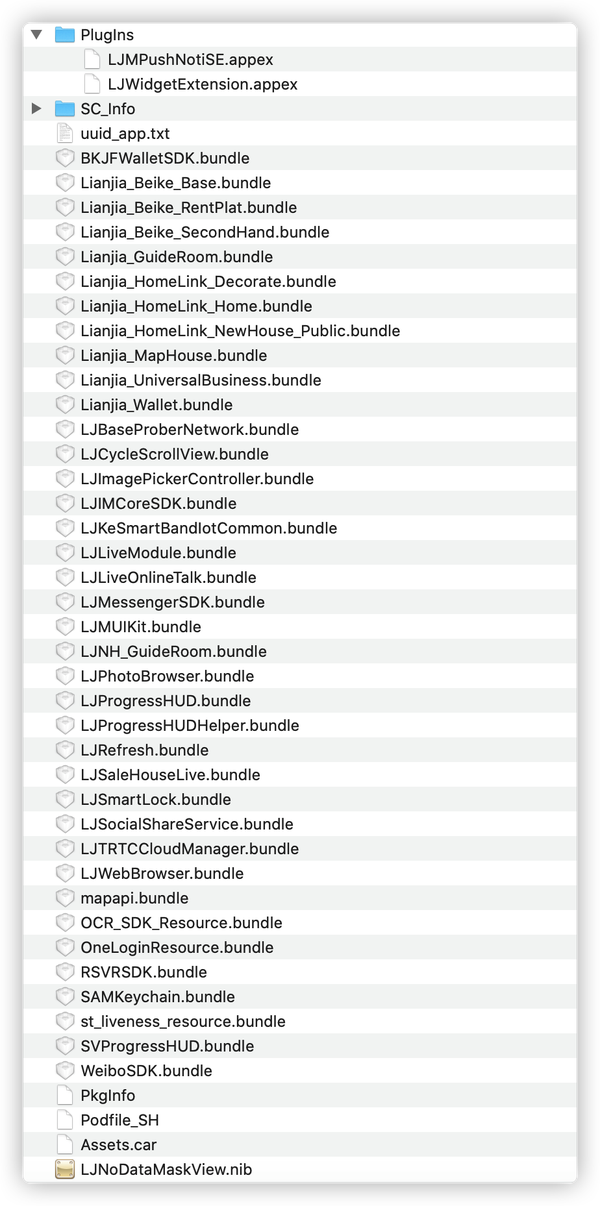 PlugIns
LJMPushNotiSE.appex
LJWidgetExtension.appex
SC_Info
uuid_app.txt
BKJFWalletSDK.bundle
Lianjia_Beike_Base.bundle
Lianjia_Beike_RentPlat.bundle
Lianjia_Beike_SecondHand.bundle
Lianjia_GuideRoom.bundle
Lianjia_HomeLink_Decorate.bundle
Lianjia_HomeLink_Home.bundle
Lianjia_HomeLink_NewHouse_Public.bundle
Lianjia_MapHouse.bundle
Lianjia_UniversalBusiness.bundle
Lianjia_Wallet.bundle
LJBaseProberNetwork.bundle
LJCycleScrollView.bundle
LJImagePickerController.bundle
LJIMCoreSDK.bundle
LJKeSmartBandIotCommon.bundle
LJLiveModule.bundle
LJLiveOnlineTalk.bundle
LJMessengerSDK.bundle
LJMUIKit.bundle
LJNH_GuideRoom.bundle
LJPhotoBrowser.bundle
LJProgressHUD.bundle
LJProgressHUDHelper.bundle
LJRefresh.bundle
LJSaleHouseLive.bundle
LJSmartLock.bundle
LJSocialShareService.bundle
LJTRTCCloudManager.bundle
LJWebBrowser.bundle
mapapi.bundle
OCR_SDK_Resource.bundle
OneLoginResource.bundle
RSVRSDK.bundle
SAMKeychain.bundle
st_liveness_resource.bundle
SVProgressHUD.bundle
WeiboSDK.bundle
PkgInfo
Podfile_SH
Assets.car
LJNoDataMaskView.nib